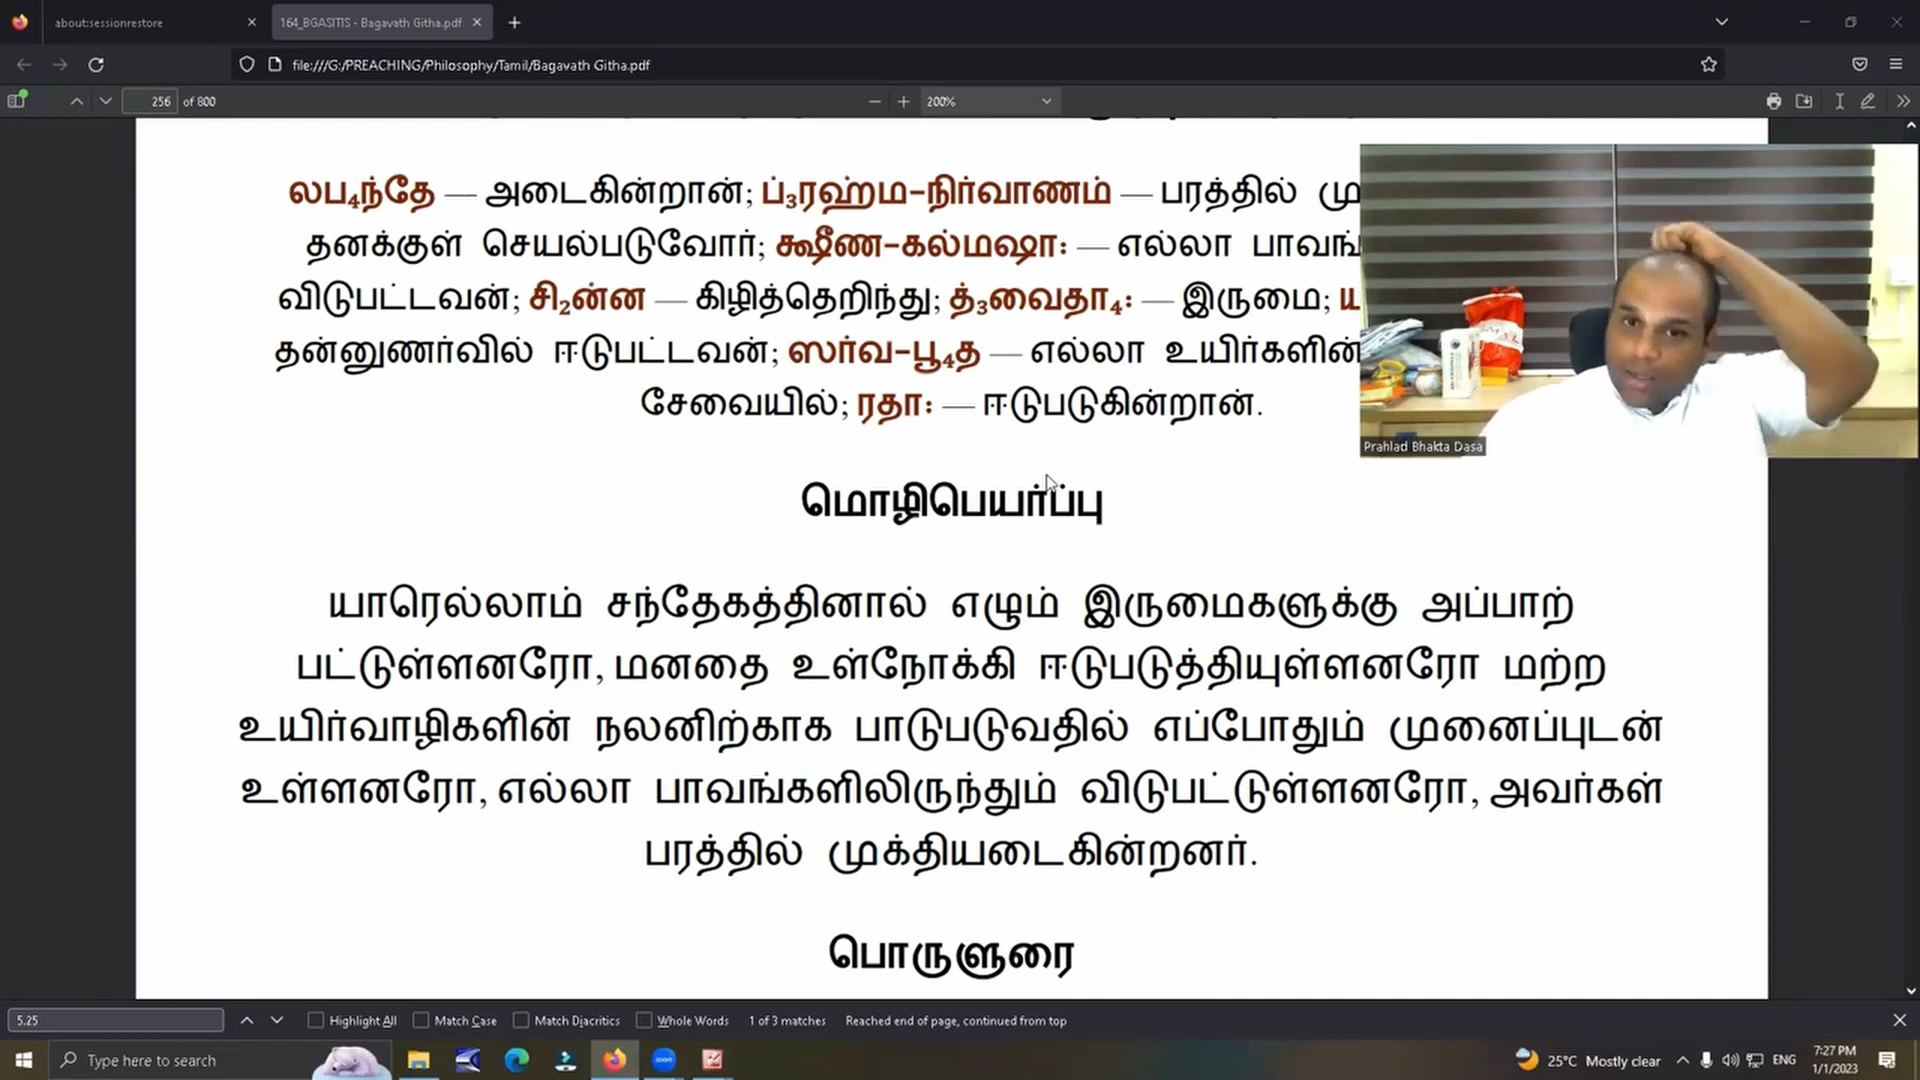 about:sessionrestore
164_BGASITIS - Bagavath Githa.pdf
file:///G:/PREACHING/Philosophy/Tamil/Bagavath Githa.pdf
256 of 800
200%
லப₄ந்தே — அடைகின்றான்; ப்₃ரஹ்ம-நிர்வாணம் — பரத்தில்
தனக்குள் செயல்படுவோர்; க்ஷீண-கல்மஷா: — எல்லா
விடுபட்டவன்; சி₂ன்ன — கிழித்தெறிந்து; த்₃வைதா₄: — இருமை;
தன்னுணர்வில் ஈடுபட்டவன்; ஸர்வ-பூ₄த — எல்லா உயிர்களின்
சேவையில்; ரதா: — ஈடுபடுகின்றான்.
Prahlad Bhakta Dasa
மொழிபெயர்ப்பு
யாரெல்லாம் சந்தேகத்தினால் எழும் இருமைகளுக்கு அப்பாற்
பட்டுள்ளனரோ, மனதை உள்நோக்கி ஈடுபடுத்தியுள்ளனரோ மற்ற
உயிர்வாழிகளின் நலனிற்காக பாடுபடுவதில் எப்போதும் முனைப்புடன்
உள்ளனரோ, எல்லா பாவங்களிலிருந்தும் விடுபட்டுள்ளனரோ, அவர்கள்
பரத்தில் முக்தியடைகின்றனர்.
பொருளுரை
5.25 Highlight All Match Case Match Diacritics Whole Words 1 of 3 matches Reached end of page, continued from top
Type here to search
zoom
25°C Mostly clear ENG 7:27 PM
1/1/2023